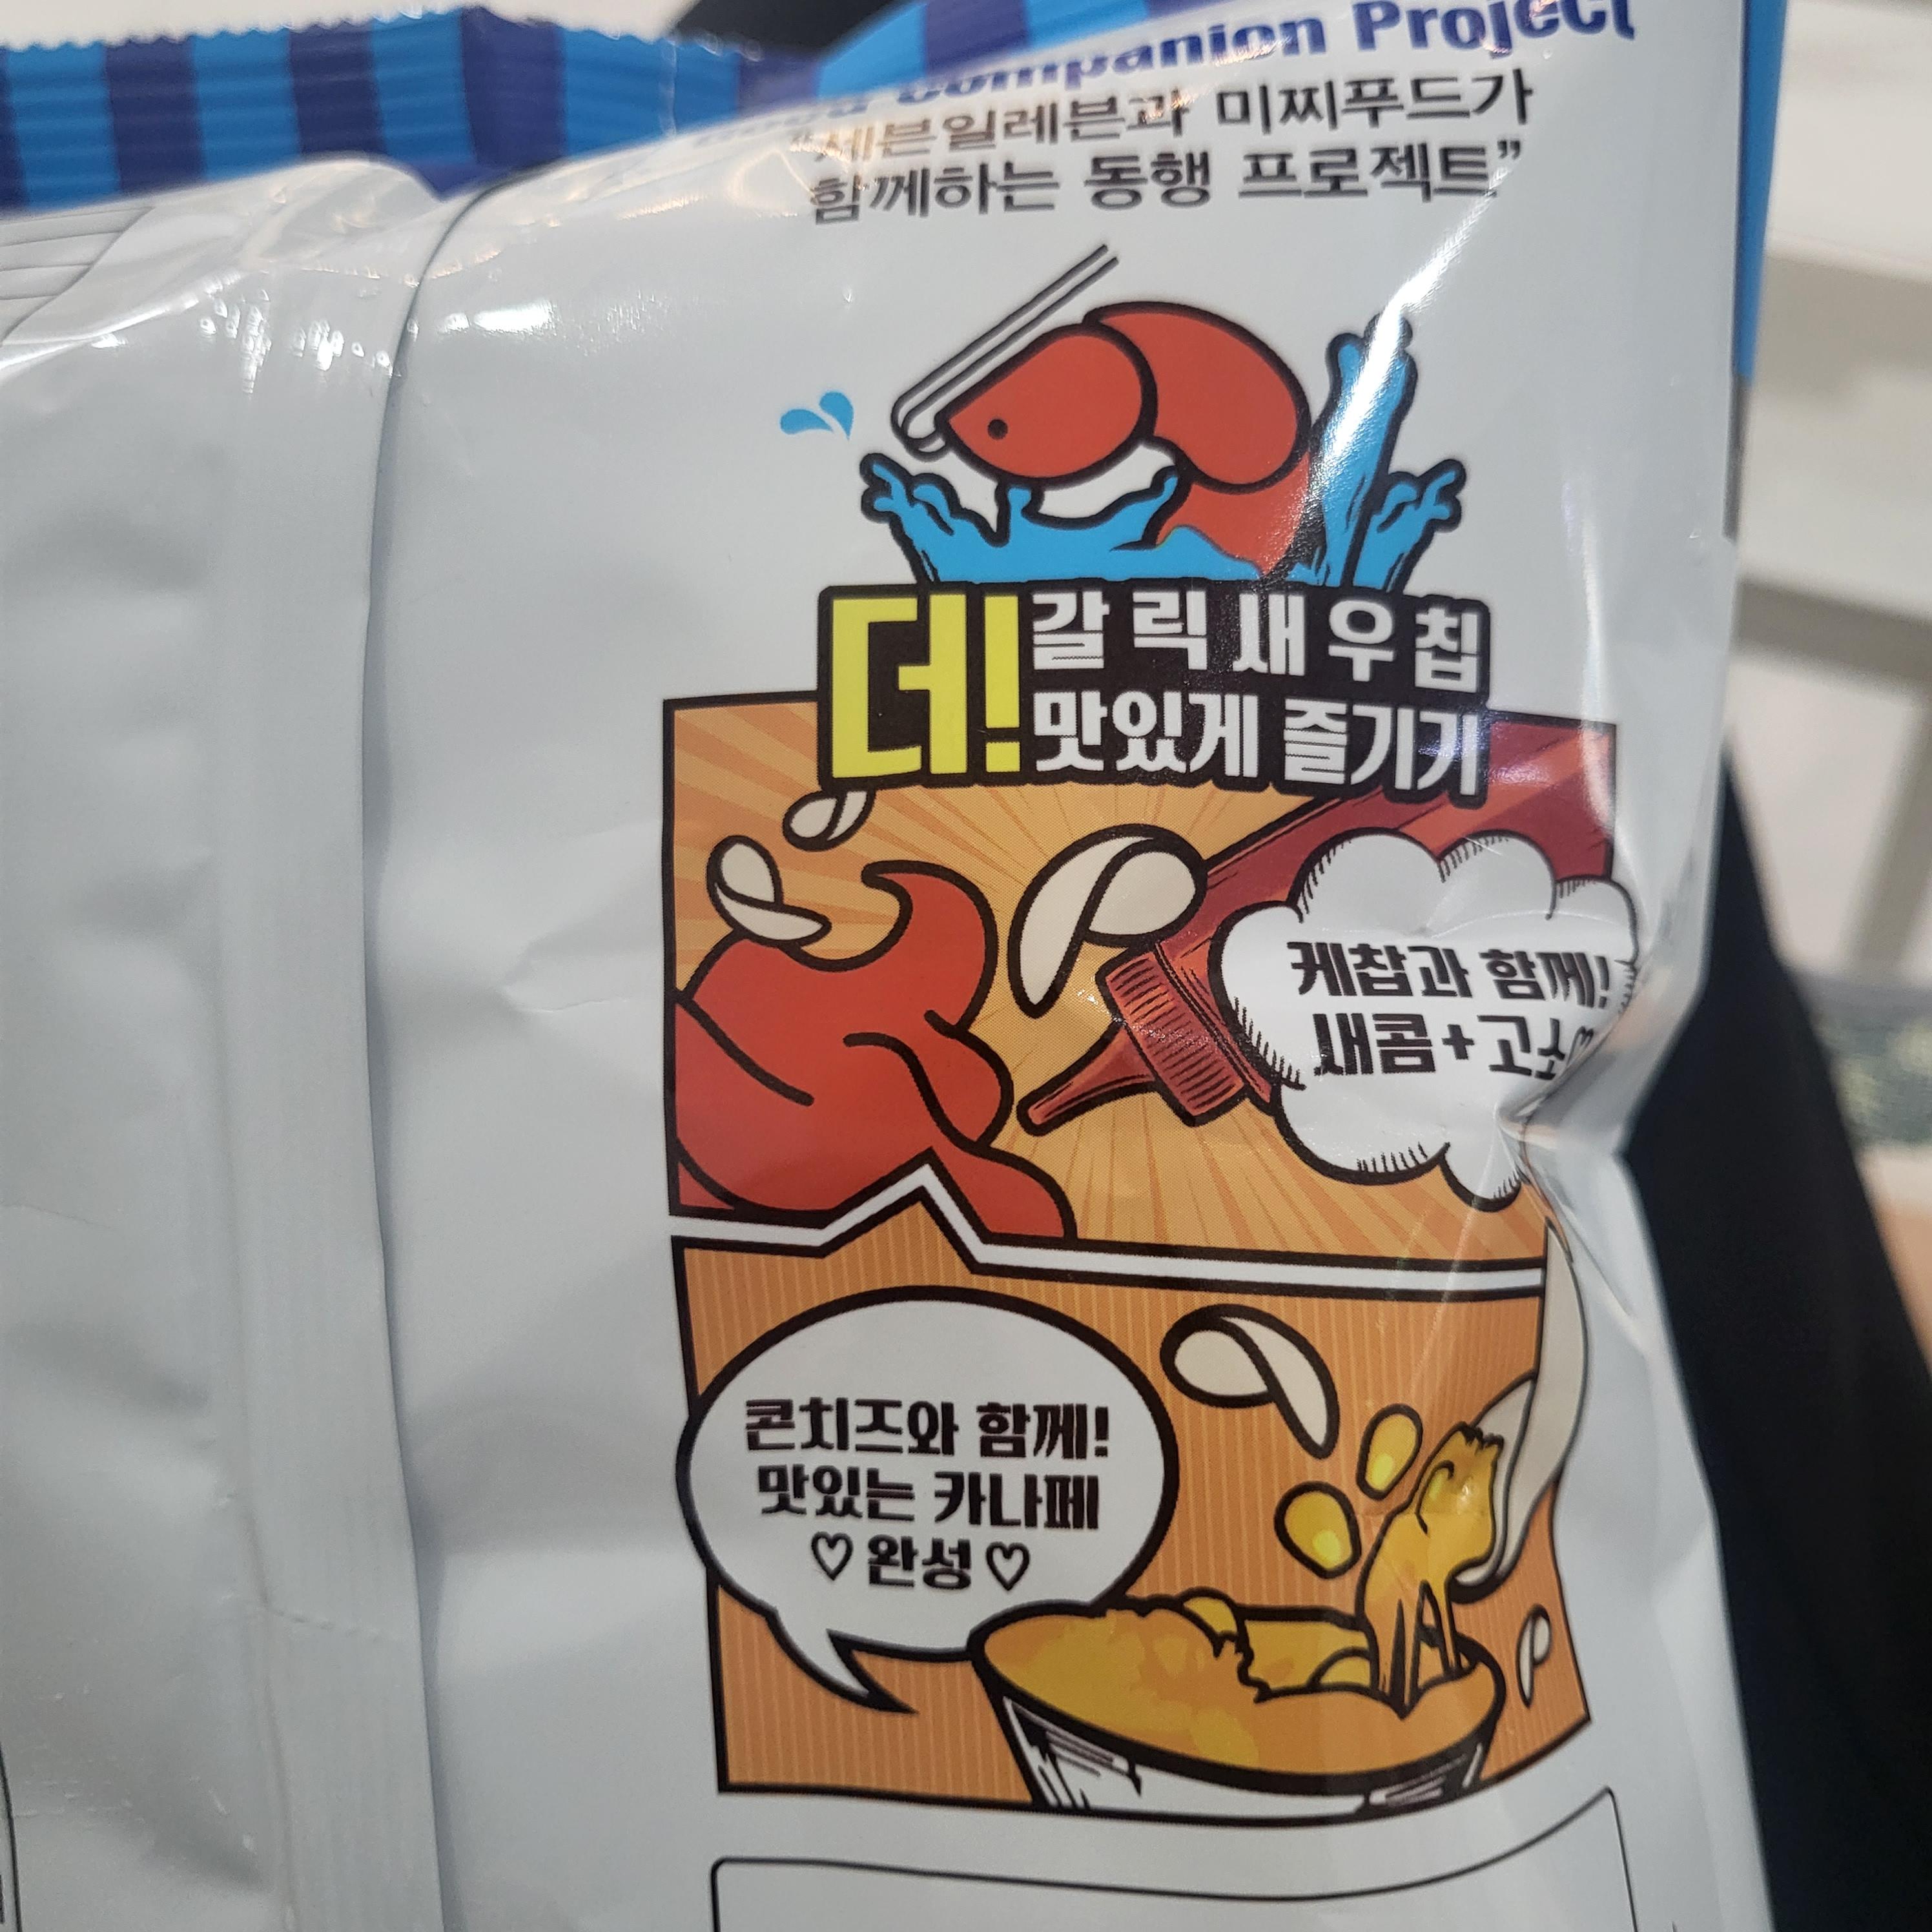 Companion Project
"세븐일레븐과 미찌푸드가
함께하는 동행 프로젝트"
더! 갈릭새우칩
맛있게 즐기기
케찹과 함께!
새콤+고소
콘치즈와 함께!
맛있는 카나페
♡ 완성 ♡